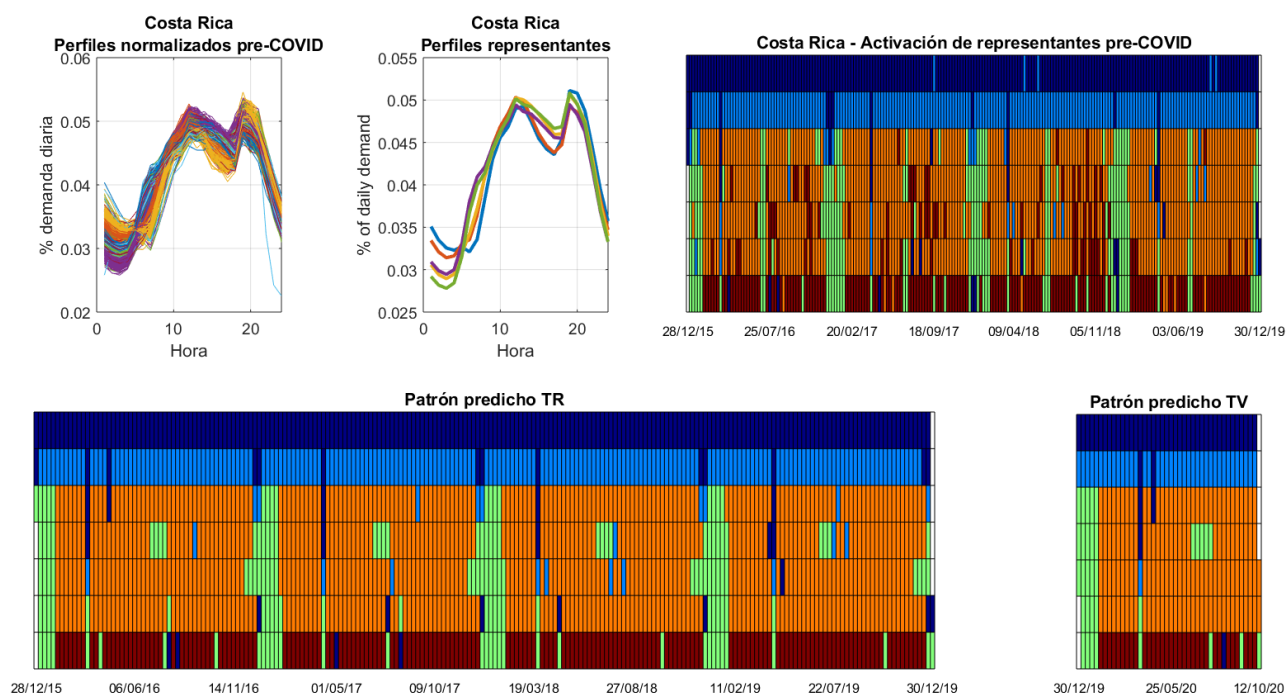 Costa Rica
Perfiles normalizados pre-COVID
% demanda diaria
0.06
0.05
0.04
0.03
0.02
0
10
20
Hora
Costa Rica
Perfiles representantes
% of daily demand
0.055
0.05
0.045
0.04
0.035
0.03
0.025
0
10
20
Hora
Costa Rica - Activación de representantes pre-COVID
28/12/15 25/07/16 20/02/17 18/09/17 09/04/18 05/11/18 03/06/19 30/12/19
Patrón predicho TR
28/12/15 06/06/16 14/11/16 01/05/17 09/10/17 19/03/18 27/08/18 11/02/19 22/07/19 30/12/19
Patrón predicho TV
30/12/19 25/05/20 12/10/20